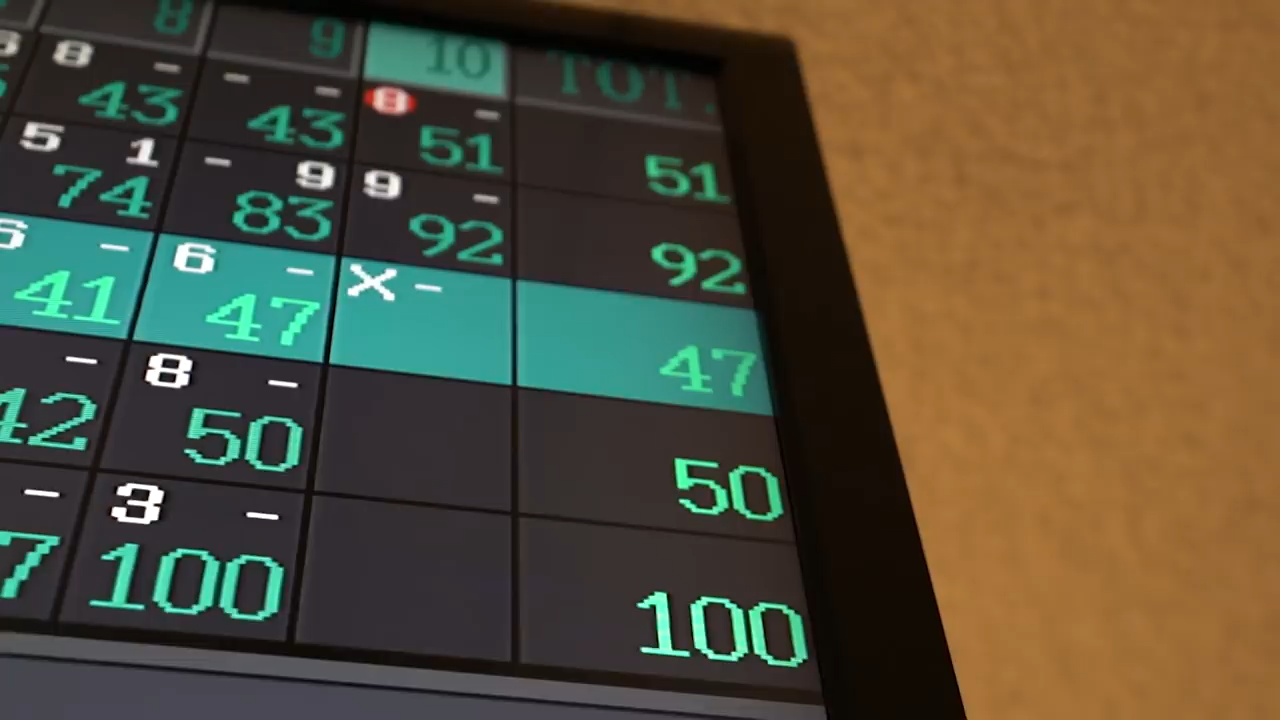 8 9 10 TOT.
8 - - - 8 -
43 43 51 51
5 1 - 9 9 -
74 83 92 92
6 - 6 - X -
41 47 47
- 8 -
42 50 50
- 3 -
7 100 100